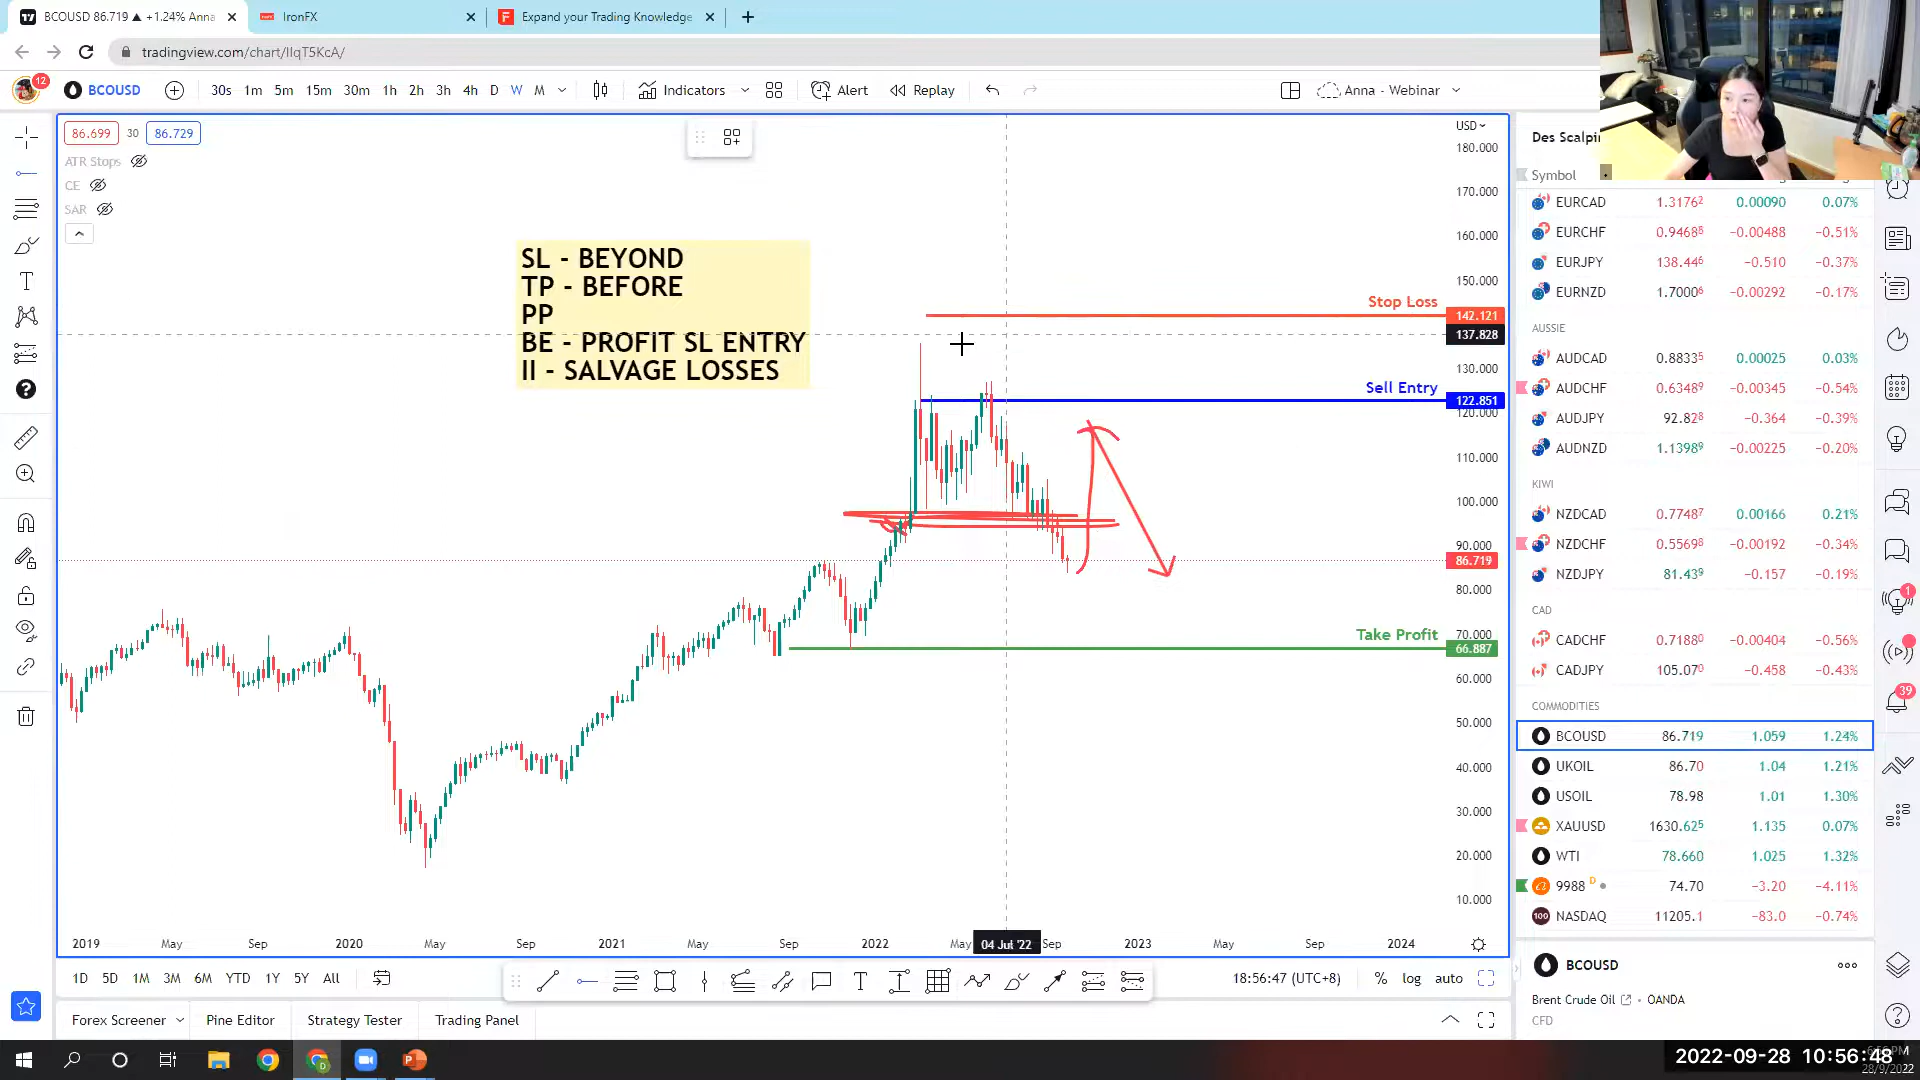 BCOUSD 86.719 ▲ +1.24% Anna
IronFX
Expand your Trading Knowledge
tradingview.com/chart/IIqT5KcA/
12
BCOUSD
30s 1m 5m 15m 30m 1h 2h 3h 4h D W M
Indicators
Alert
Replay
Anna - Webinar
86.699 30 86.729
ATR Stops
CE
SAR
SL - BEYOND
TP - BEFORE
PP
BE - PROFIT SL ENTRY
II - SALVAGE LOSSES
Stop Loss
Sell Entry
Take Profit
USD
180.000
170.000
160.000
150.000
142.121
137.828
130.000
122.851
120.000
110.000
100.000
90.000
86.719
80.000
70.000
66.887
60.000
50.000
40.000
30.000
20.000
10.000
2019 May Sep 2020 May Sep 2021 May Sep 2022 May 04 Jul '22 Sep 2023 May Sep 2024
1D 5D 1M 3M 6M YTD 1Y 5Y All
18:56:47 (UTC+8) % log auto
Forex Screener Pine Editor Strategy Tester Trading Panel
Symbol
EURCAD 1.3176² 0.00090 0.07%
EURCHF −0.00488 −0.51%
EURJPY 138.44⁶ −0.510 −0.37%
EURNZD 1.7000⁶ −0.00292 −0.17%
AUSSIE
AUDCAD 0.8833⁵ 0.00025 0.03%
AUDCHF 0.6348⁹ −0.00345 −0.54%
AUDJPY 92.82⁸ −0.364 −0.39%
AUDNZD 1.1398⁹ −0.00225 −0.20%
KIWI
NZDCAD 0.7748⁷ 0.00166 0.21%
NZDCHF 0.5569⁸ −0.00192 −0.34%
NZDJPY 81.43⁹ −0.157 −0.19%
CAD
CADCHF 0.7188⁰ −0.00404 −0.56%
CADJPY 105.07⁰ −0.458 −0.43%
COMMODITIES
BCOUSD 86.719 1.059 1.24%
UKOIL 86.70 1.04 1.21%
USOIL 78.98 1.01 1.30%
XAUUSD 1630.62⁵ 1.135 0.07%
WTI 78.660 1.025 1.32%
9988 D 74.70 −3.20 −4.11%
NASDAQ 11205.1 −83.0 −0.74%
BCOUSD
Brent Crude Oil • OANDA
CFD
1
39
2022-09-28 10:56:48
28/9/2022